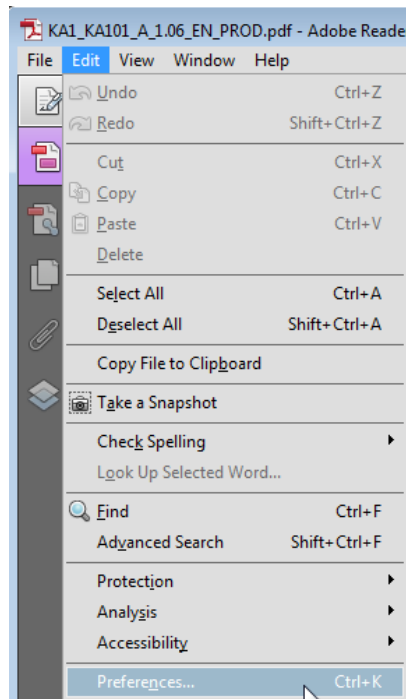 KA1_KA101_A_1.06_EN_PROD.pdf - Adobe Reade
File Edit View Window Help
Undo Ctrl+Z
Redo Shift+Ctrl+Z
Cut Ctrl+X
Copy Ctrl+C
Paste Ctrl+V
Delete
Select All Ctrl+A
Deselect All Shift+Ctrl+A
Copy File to Clipboard
Take a Snapshot
Check Spelling
Look Up Selected Word...
Find Ctrl+F
Advanced Search Shift+Ctrl+F
Protection
Analysis
Accessibility
Preferences... Ctrl+K